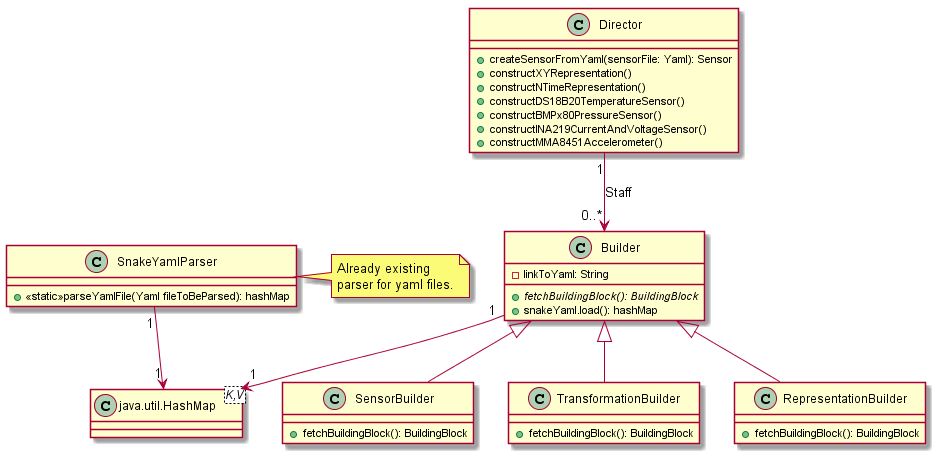 C Director
createSensorFromYaml(sensorFile: Yaml): Sensor
constructXYRepresentation()
constructNTimeRepresentation()
constructDS18B20TemperatureSensor()
constructBMPx80PressureSensor()
constructINA219CurrentAndVoltageSensor()
constructMMA8451Accelerometer()
1
Staff
0..*
C SnakeYamlParser
«static»parseYamlFile(Yaml fileToBeParsed): hashMap
Already existing
parser for yaml files.
C Builder
linkToYaml: String
fetchBuildingBlock(): BuildingBlock
snakeYaml.load(): hashMap
1
1
1
1
C java.util.HashMap
K,V
C SensorBuilder
fetchBuildingBlock(): BuildingBlock
C TransformationBuilder
fetchBuildingBlock(): BuildingBlock
C RepresentationBuilder
fetchBuildingBlock(): BuildingBlock